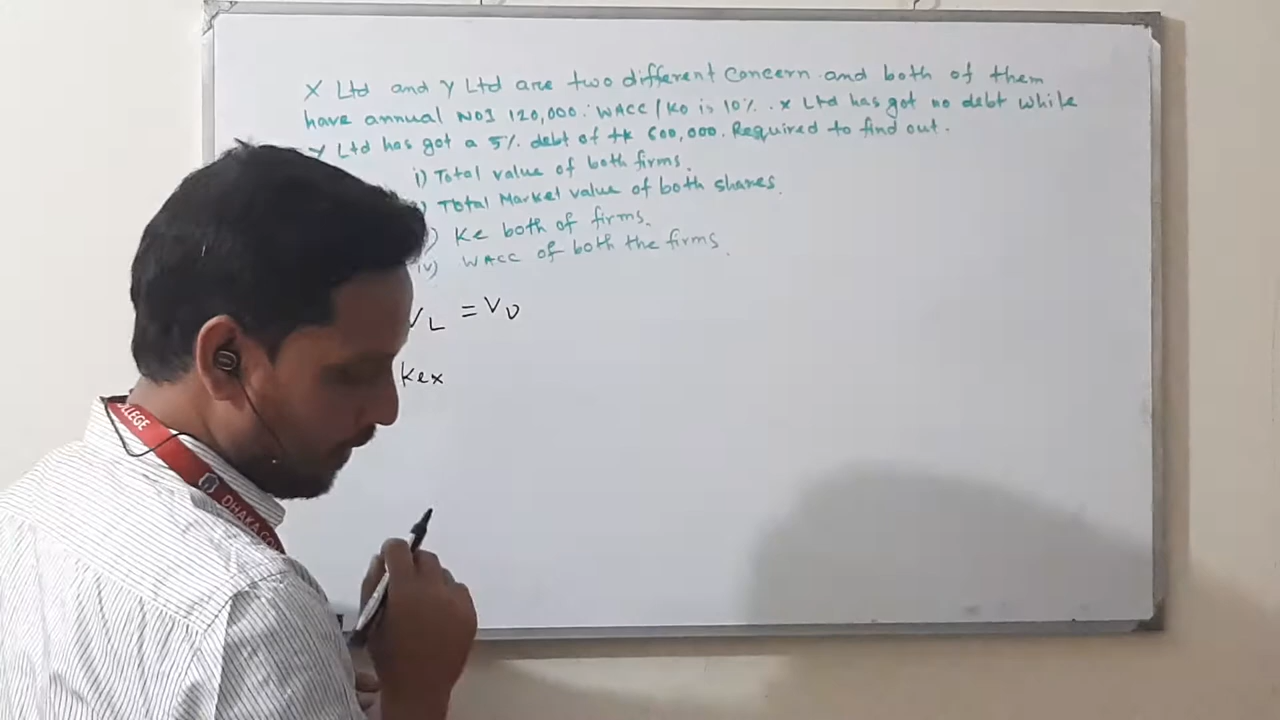 X Ltd and Y Ltd are two different concern and both of them
have annual NOI 120,000. WACC/Ko is 10%. X Ltd has got no debt while
Y Ltd has got a 5% debt of tk 600,000. Required to find out.
i) Total value of both firms.
) Total Market value of both shares.
) Ke both of firms.
iv) WACC of both the firms.
VL = VU
Kex
LLEGE
DHAKA CO